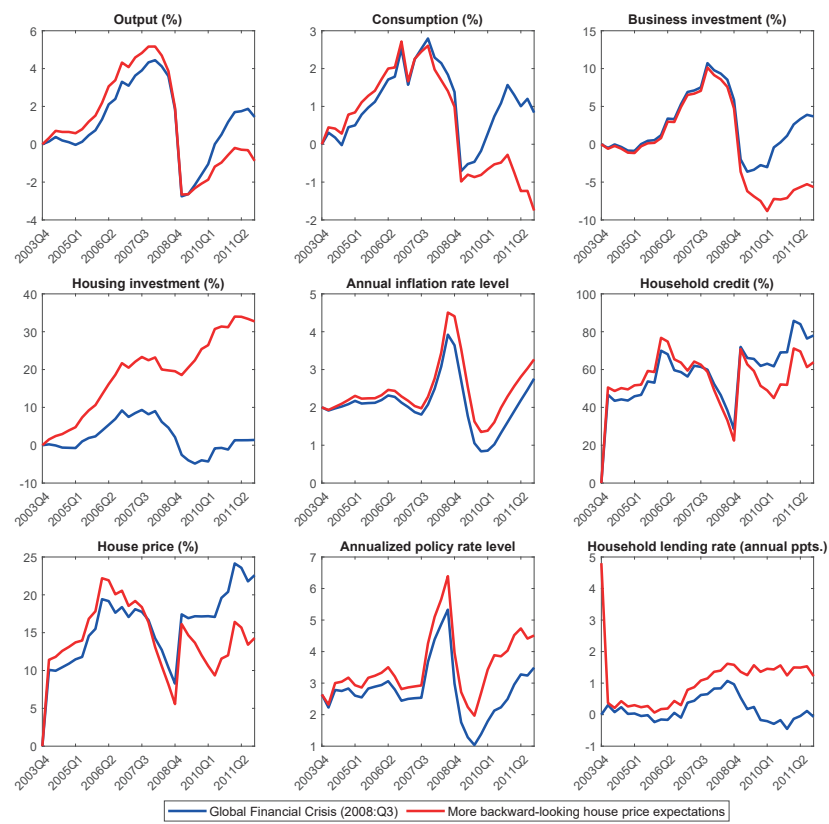 Output (%)
6
4
2
0
-2
-4
2003Q4
2005Q1
2006Q2
2007Q3
2008Q4
2010Q1
2011Q2
Consumption (%)
3
2
1
0
-1
-2
2003Q4
2005Q1
2006Q2
2007Q3
2008Q4
2010Q1
2011Q2
Business investment (%)
15
10
5
0
-5
-10
2003Q4
2005Q1
2006Q2
2007Q3
2008Q4
2010Q1
2011Q2
Housing investment (%)
40
30
20
10
0
-10
2003Q4
2005Q1
2006Q2
2007Q3
2008Q4
2010Q1
2011Q2
Annual inflation rate level
5
4
3
2
1
0
2003Q4
2005Q1
2006Q2
2007Q3
2008Q4
2010Q1
2011Q2
Household credit (%)
100
80
60
40
20
0
2003Q4
2005Q1
2006Q2
2007Q3
2008Q4
2010Q1
2011Q2
House price (%)
25
20
15
10
5
0
2003Q4
2005Q1
2006Q2
2007Q3
2008Q4
2010Q1
2011Q2
Annualized policy rate level
7
6
5
4
3
2
1
2003Q4
2005Q1
2006Q2
2007Q3
2008Q4
2010Q1
2011Q2
Household lending rate (annual ppts.)
5
4
3
2
1
0
-1
2003Q4
2005Q1
2006Q2
2007Q3
2008Q4
2010Q1
2011Q2
Global Financial Crisis (2008:Q3)
More backward-looking house price expectations